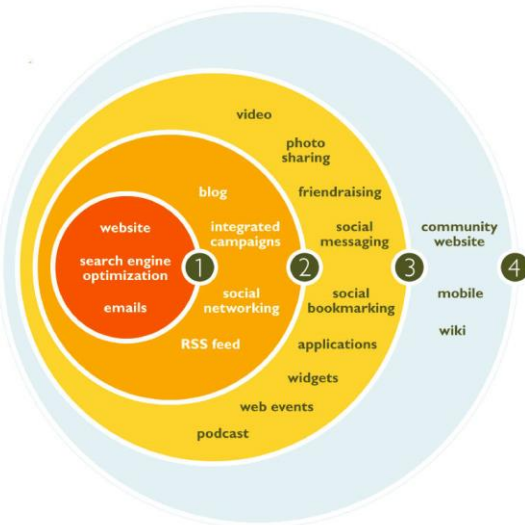 website
search engine
optimization
emails
1
blog
integrated
campaigns
social
networking
RSS feed
2
video
photo
sharing
friendraising
social
messaging
social
bookmarking
applications
widgets
web events
podcast
3
community
website
mobile
wiki
4